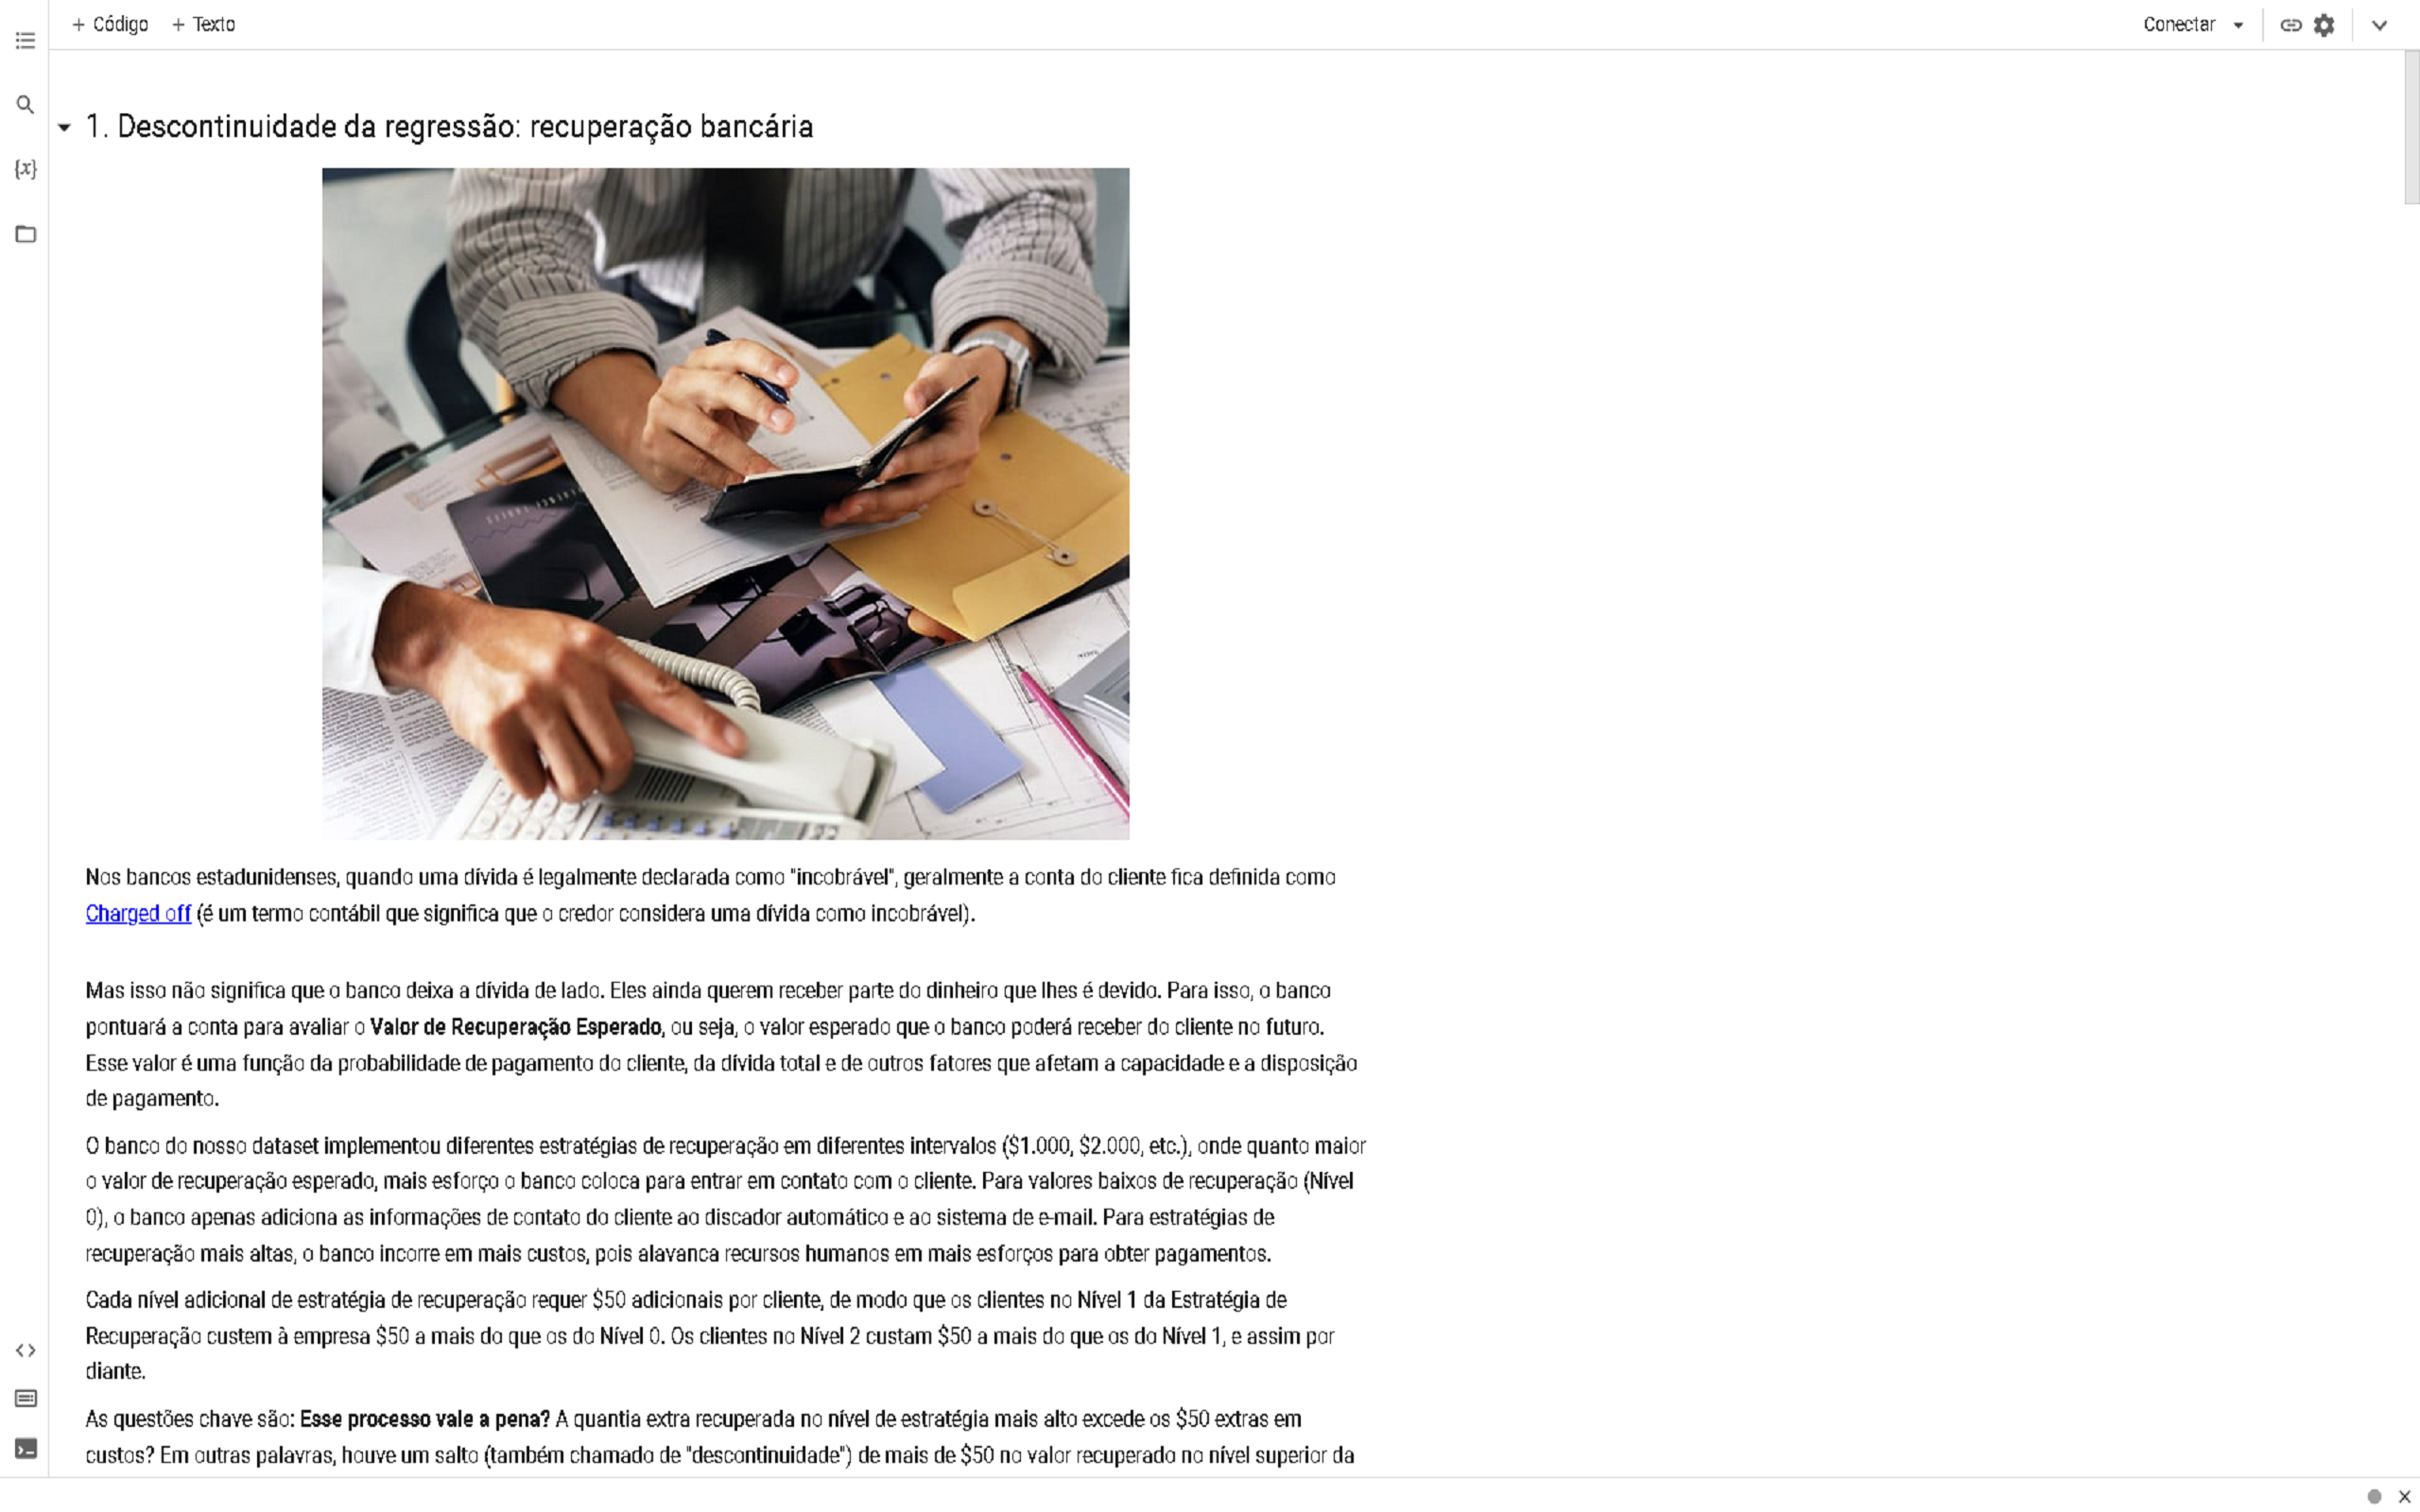 + Código + Texto
Conectar
{x}
1. Descontinuidade da regressão: recuperação bancária
Nos bancos estadunidenses, quando uma dívida é legalmente declarada como "incobrável", geralmente a conta do cliente fica definida como
Charged off (é um termo contábil que significa que o credor considera uma dívida como incobrável).
Mas isso não significa que o banco deixa a dívida de lado. Eles ainda querem receber parte do dinheiro que lhes é devido. Para isso, o banco
pontuará a conta para avaliar o Valor de Recuperação Esperado, ou seja, o valor esperado que o banco poderá receber do cliente no futuro.
Esse valor é uma função da probabilidade de pagamento do cliente, da dívida total e de outros fatores que afetam a capacidade e a disposição
de pagamento.
O banco do nosso dataset implementou diferentes estratégias de recuperação em diferentes intervalos ($1.000, $2.000, etc.), onde quanto maior
o valor de recuperação esperado, mais esforço o banco coloca para entrar em contato com o cliente. Para valores baixos de recuperação (Nível
0), o banco apenas adiciona as informações de contato do cliente ao discador automático e ao sistema de e-mail. Para estratégias de
recuperação mais altas, o banco incorre em mais custos, pois alavanca recursos humanos em mais esforços para obter pagamentos.
Cada nível adicional de estratégia de recuperação requer $50 adicionais por cliente, de modo que os clientes no Nível 1 da Estratégia de
Recuperação custem à empresa $50 a mais do que os do Nível 0. Os clientes no Nível 2 custam $50 a mais do que os do Nível 1, e assim por
diante.
As questões chave são: Esse processo vale a pena? A quantia extra recuperada no nível de estratégia mais alto excede os $50 extras em
custos? Em outras palavras, houve um salto (também chamado de "descontinuidade") de mais de $50 no valor recuperado no nível superior da